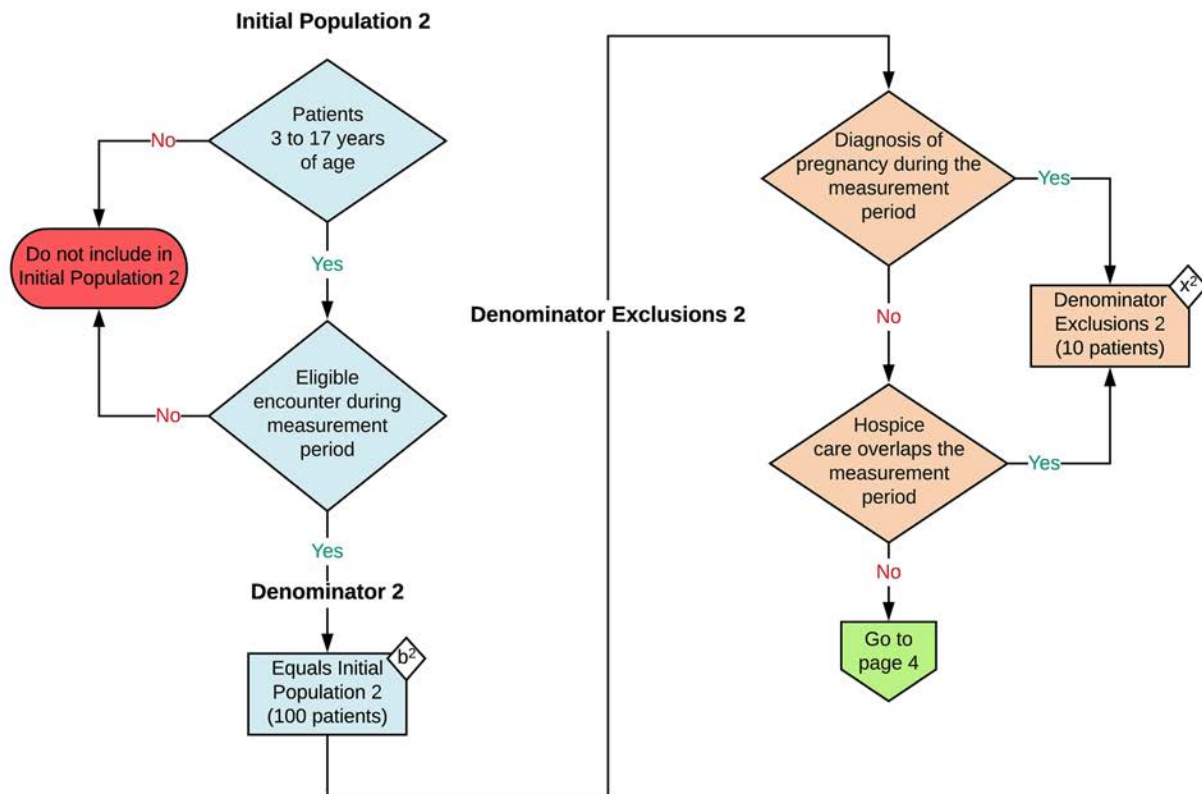 Initial Population 2
Patients
3 to 17 years
of age
No
Do not include in
Initial Population 2
Yes
Eligible
encounter during
measurement
period
No
Yes
Denominator 2
b²
Equals Initial
Population 2
(100 patients)
Denominator Exclusions 2
Diagnosis of
pregnancy during the
measurement
period
Yes
x²
Denominator
Exclusions 2
(10 patients)
No
Hospice
care overlaps the
measurement
period
Yes
No
Go to
page 4